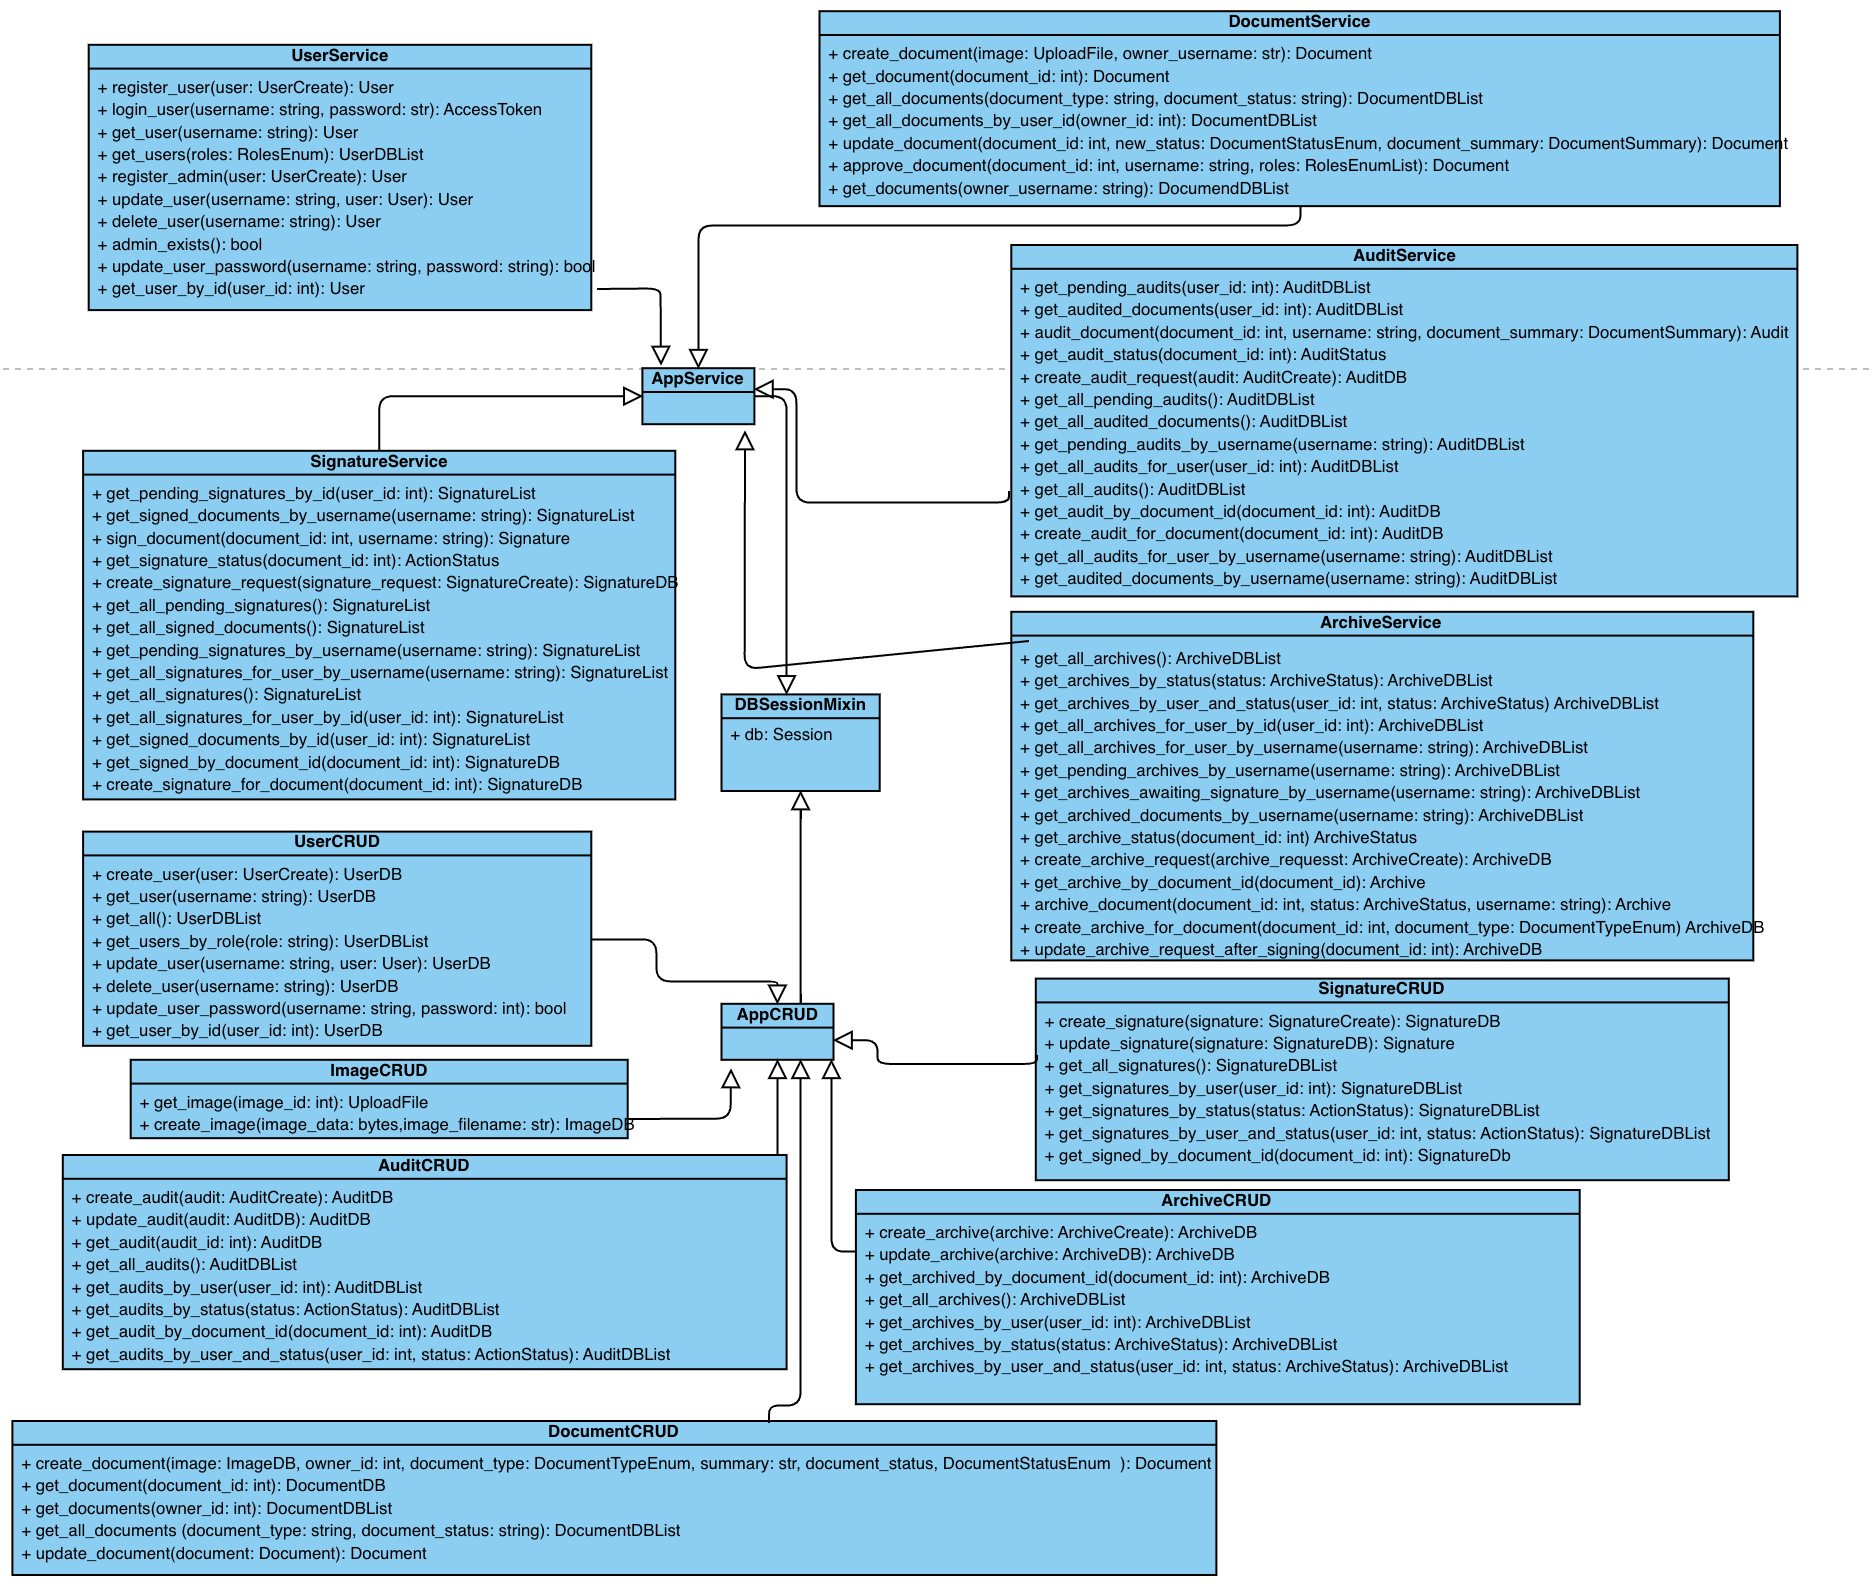 UserService
+ register_user(user: UserCreate): User
+ login_user(username: string, password: str): AccessToken
+ get_user(username: string): User
+ get_users(roles: RolesEnum): UserDBList
+ register_admin(user: UserCreate): User
+ update_user(username: string, user: User): User
+ delete_user(username: string): User
+ admin_exists(): bool
+ update_user_password(username: string, password: string): bool
+ get_user_by_id(user_id: int): User
DocumentService
+ create_document(image: UploadFile, owner_username: str): Document
+ get_document(document_id: int): Document
+ get_all_documents(document_type: string, document_status: string): DocumentDBList
+ get_all_documents_by_user_id(owner_id: int): DocumentDBList
+ update_document(document_id: int, new_status: DocumentStatusEnum, document_summary: DocumentSummary): Document
+ approve_document(document_id: int, username: string, roles: RolesEnumList): Document
+ get_documents(owner_username: string): DocumendDBList
AuditService
+ get_pending_audits(user_id: int): AuditDBList
+ get_audited_documents(user_id: int): AuditDBList
+ audit_document(document_id: int, username: string, document_summary: DocumentSummary): Audit
+ get_audit_status(document_id: int): AuditStatus
+ create_audit_request(audit: AuditCreate): AuditDB
+ get_all_pending_audits(): AuditDBList
+ get_all_audited_documents(): AuditDBList
+ get_pending_audits_by_username(username: string): AuditDBList
+ get_all_audits_for_user(user_id: int): AuditDBList
+ get_all_audits(): AuditDBList
+ get_audit_by_document_id(document_id: int): AuditDB
+ create_audit_for_document(document_id: int): AuditDB
+ get_all_audits_for_user_by_username(username: string): AuditDBList
+ get_audited_documents_by_username(username: string): AuditDBList
AppService
SignatureService
+ get_pending_signatures_by_id(user_id: int): SignatureList
+ get_signed_documents_by_username(username: string): SignatureList
+ sign_document(document_id: int, username: string): Signature
+ get_signature_status(document_id: int): ActionStatus
+ create_signature_request(signature_request: SignatureCreate): SignatureDB
+ get_all_pending_signatures(): SignatureList
+ get_all_signed_documents(): SignatureList
+ get_pending_signatures_by_username(username: string): SignatureList
+ get_all_signatures_for_user_by_username(username: string): SignatureList
+ get_all_signatures(): SignatureList
+ get_all_signatures_for_user_by_id(user_id: int): SignatureList
+ get_signed_documents_by_id(user_id: int): SignatureList
+ get_signed_by_document_id(document_id: int): SignatureDB
+ create_signature_for_document(document_id: int): SignatureDB
ArchiveService
+ get_all_archives(): ArchiveDBList
+ get_archives_by_status(status: ArchiveStatus): ArchiveDBList
+ get_archives_by_user_and_status(user_id: int, status: ArchiveStatus) ArchiveDBList
+ get_all_archives_for_user_by_id(user_id: int): ArchiveDBList
+ get_all_archives_for_user_by_username(username: string): ArchiveDBList
+ get_pending_archives_by_username(username: string): ArchiveDBList
+ get_archives_awaiting_signature_by_username(username: string): ArchiveDBList
+ get_archived_documents_by_username(username: string): ArchiveDBList
+ get_archive_status(document_id: int) ArchiveStatus
+ create_archive_request(archive_requesst: ArchiveCreate): ArchiveDB
+ get_archive_by_document_id(document_id): Archive
+ archive_document(document_id: int, status: ArchiveStatus, username: string): Archive
+ create_archive_for_document(document_id: int, document_type: DocumentTypeEnum) ArchiveDB
+ update_archive_request_after_signing(document_id: int): ArchiveDB
DBSessionMixin
+ db: Session
UserCRUD
+ create_user(user: UserCreate): UserDB
+ get_user(username: string): UserDB
+ get_all(): UserDBList
+ get_users_by_role(role: string): UserDBList
+ update_user(username: string, user: User): UserDB
+ delete_user(username: string): UserDB
+ update_user_password(username: string, password: int): bool
+ get_user_by_id(user_id: int): UserDB
AppCRUD
SignatureCRUD
+ create_signature(signature: SignatureCreate): SignatureDB
+ update_signature(signature: SignatureDB): Signature
+ get_all_signatures(): SignatureDBList
+ get_signatures_by_user(user_id: int): SignatureDBList
+ get_signatures_by_status(status: ActionStatus): SignatureDBList
+ get_signatures_by_user_and_status(user_id: int, status: ActionStatus): SignatureDBList
+ get_signed_by_document_id(document_id: int): SignatureDb
ImageCRUD
+ get_image(image_id: int): UploadFile
+ create_image(image_data: bytes,image_filename: str): ImageDB
AuditCRUD
+ create_audit(audit: AuditCreate): AuditDB
+ update_audit(audit: AuditDB): AuditDB
+ get_audit(audit_id: int): AuditDB
+ get_all_audits(): AuditDBList
+ get_audits_by_user(user_id: int): AuditDBList
+ get_audits_by_status(status: ActionStatus): AuditDBList
+ get_audit_by_document_id(document_id: int): AuditDB
+ get_audits_by_user_and_status(user_id: int, status: ActionStatus): AuditDBList
ArchiveCRUD
+ create_archive(archive: ArchiveCreate): ArchiveDB
+ update_archive(archive: ArchiveDB): ArchiveDB
+ get_archived_by_document_id(document_id: int): ArchiveDB
+ get_all_archives(): ArchiveDBList
+ get_archives_by_user(user_id: int): ArchiveDBList
+ get_archives_by_status(status: ArchiveStatus): ArchiveDBList
+ get_archives_by_user_and_status(user_id: int, status: ArchiveStatus): ArchiveDBList
DocumentCRUD
+ create_document(image: ImageDB, owner_id: int, document_type: DocumentTypeEnum, summary: str, document_status, DocumentStatusEnum  ): Document
+ get_document(document_id: int): DocumentDB
+ get_documents(owner_id: int): DocumentDBList
+ get_all_documents (document_type: string, document_status: string): DocumentDBList
+ update_document(document: Document): Document